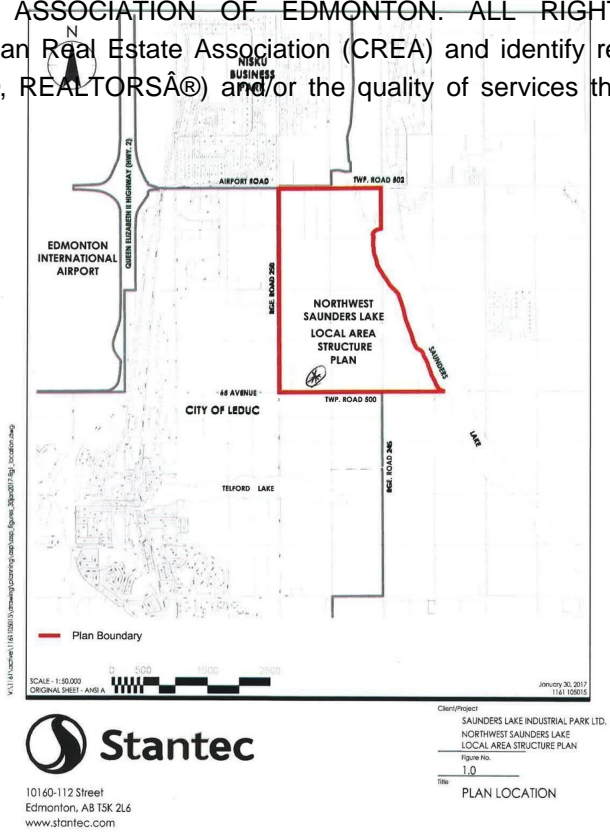 ASSOCIATION OF EDMONTON. ALL RIGHT
an Real Estate Association (CREA) and identify re
, REALTORSÂ®) and/or the quality of services th
N
NISKU
BUSINESS
PARK
QUEEN ELIZABETH II HIGHWAY (HWY. 2)
AIRPORT ROAD
TWP. ROAD 502
EDMONTON
INTERNATIONAL
AIRPORT
RGE. ROAD 250
NORTHWEST
SAUNDERS LAKE
LOCAL AREA
STRUCTURE
PLAN
SAUNDERS
LAKE
65 AVENUE
TWP. ROAD 500
CITY OF LEDUC
RGE. ROAD 245
TELFORD LAKE
Plan Boundary
0 500 1500 2500
SCALE - 1:50,000
ORIGINAL SHEET - ANSI A
January 30, 2017
1161 105015
Stantec
10160-112 Street
Edmonton, AB T5K 2L6
www.stantec.com
Client/Project
SAUNDERS LAKE INDUSTRIAL PARK LTD.
NORTHWEST SAUNDERS LAKE
LOCAL AREA STRUCTURE PLAN
Figure No.
1.0
Title
PLAN LOCATION